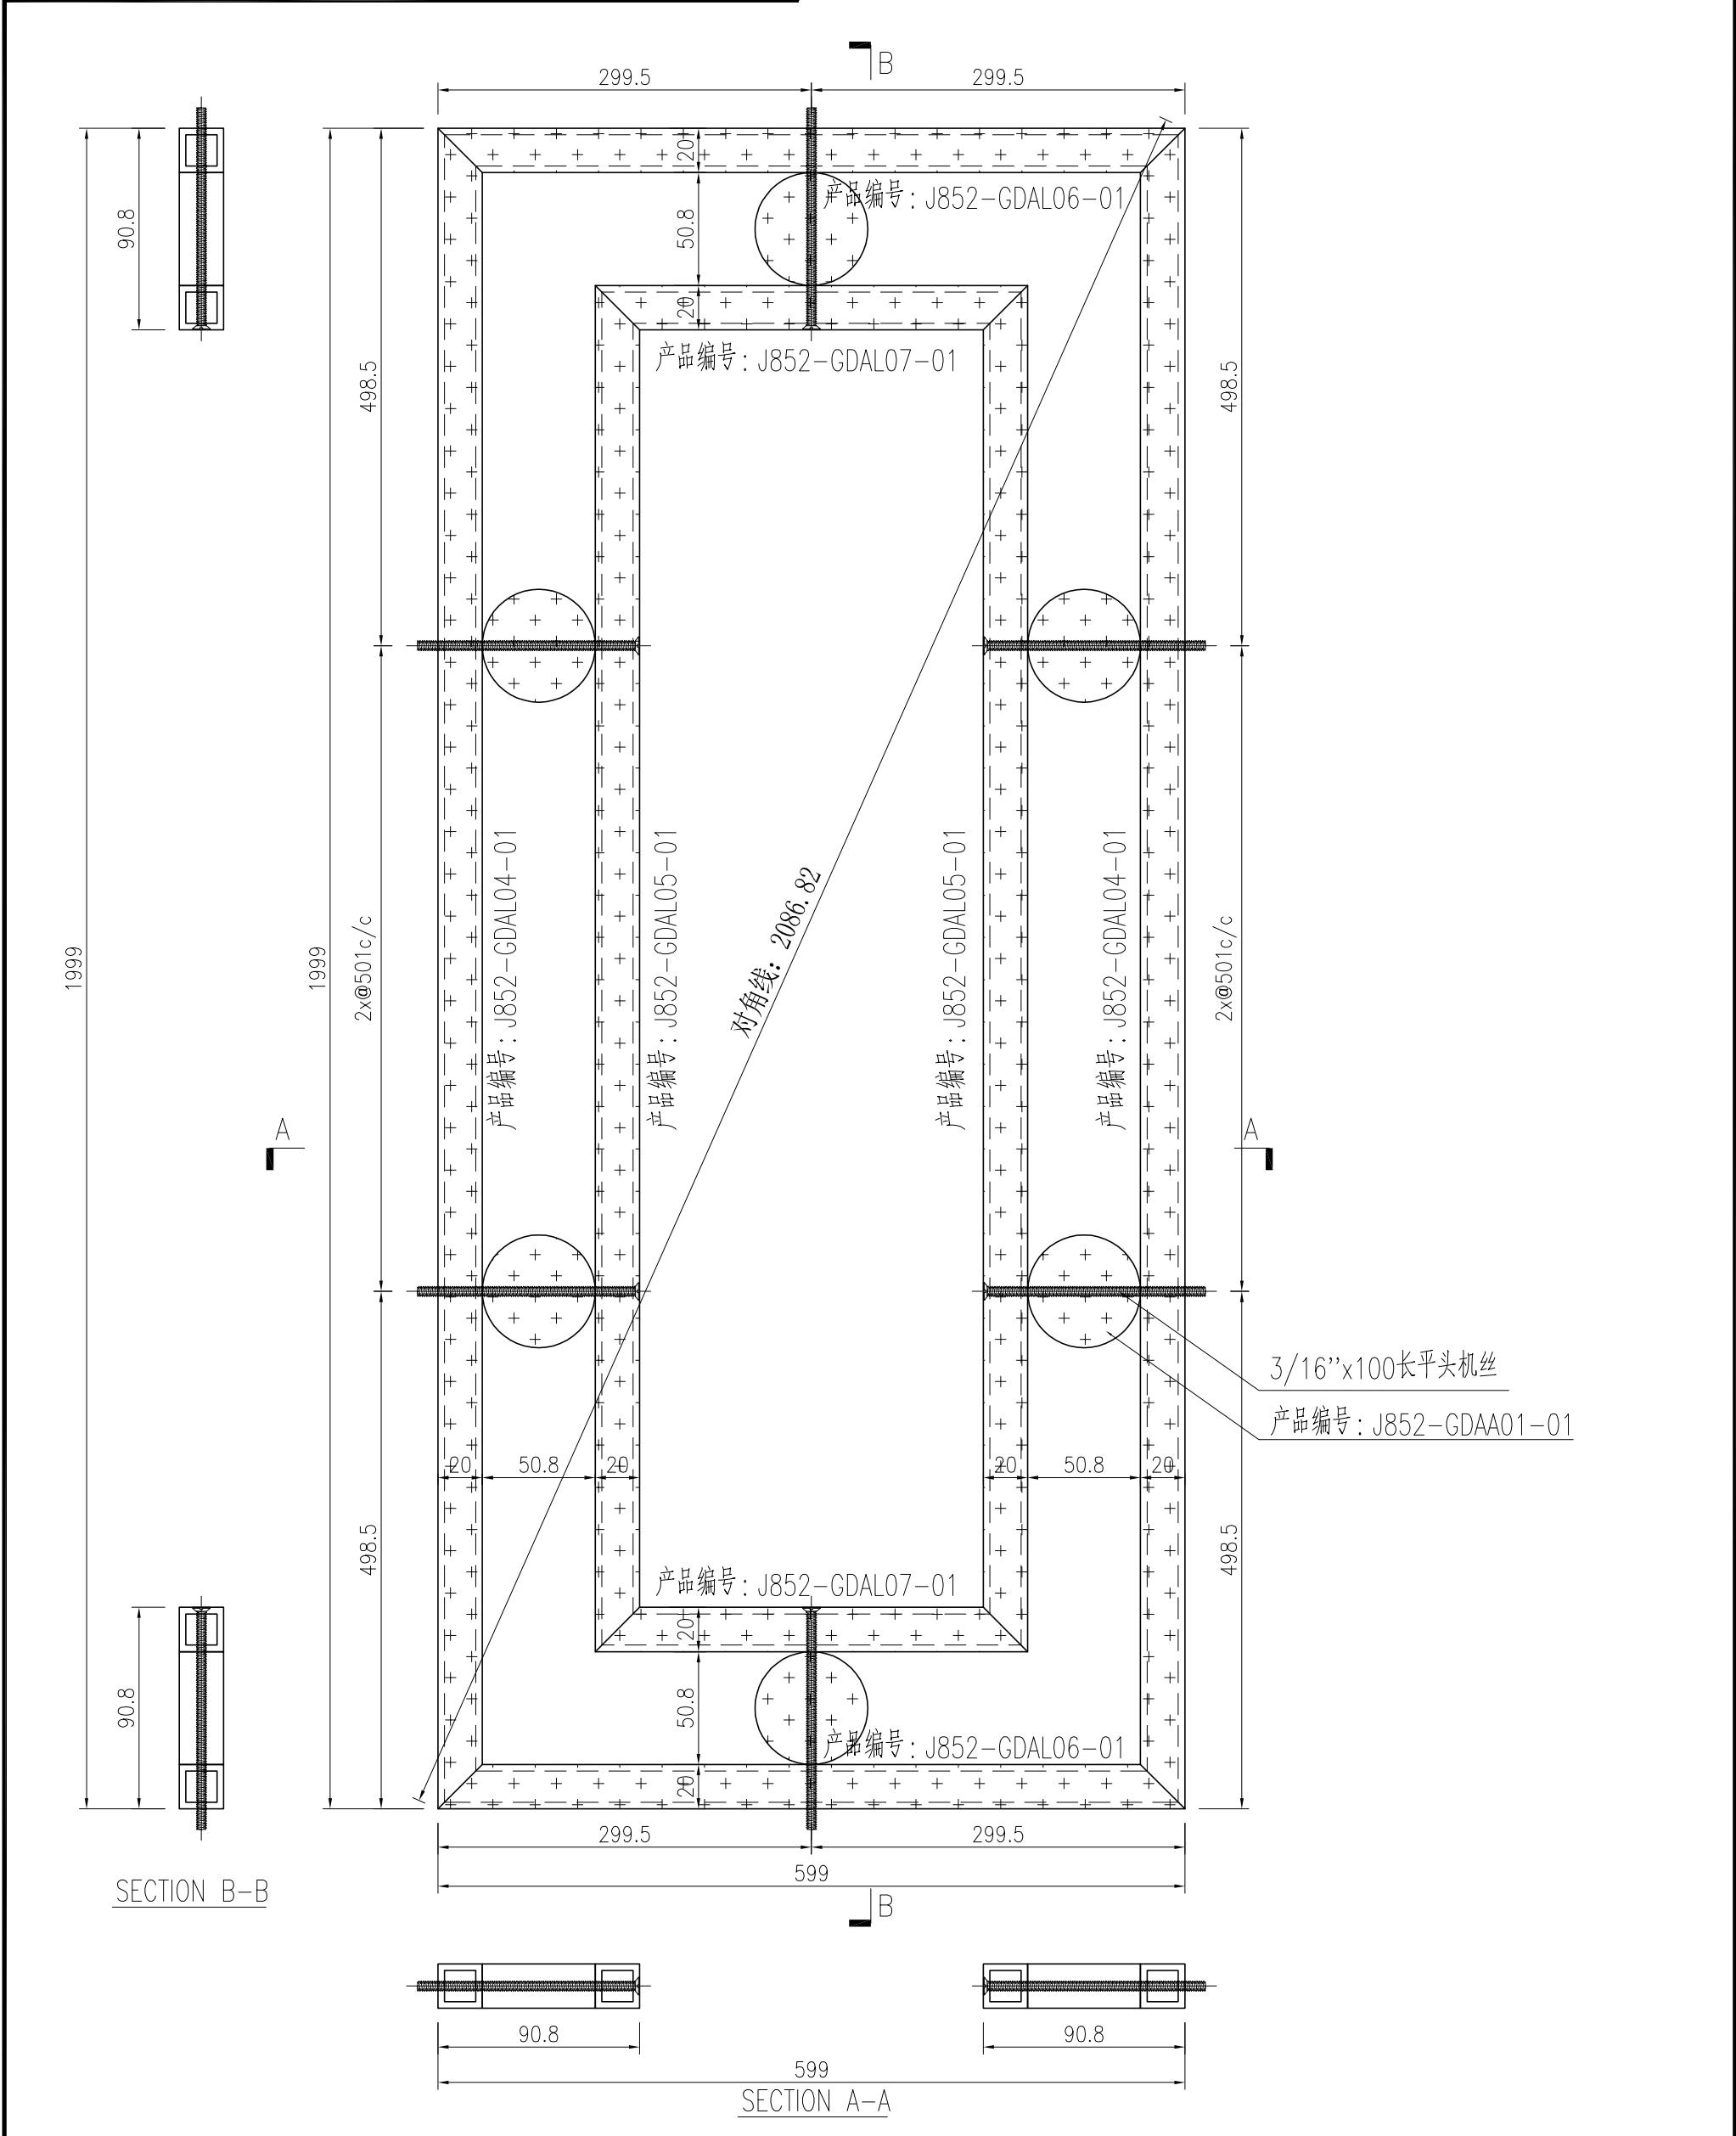 B
299.5
299.5
20
产品编号：J852-GDAL06-01
90.8
50.8
20
产品编号：J852-GDAL07-01
498.5
498.5
1999
1999
2x@501c/c
产品编号：J852-GDAL04-01
产品编号：J852-GDAL05-01
对角线：2086.82
产品编号：J852-GDAL05-01
产品编号：J852-GDAL04-01
2x@501c/c
A
A
3/16’’x100长平头机丝
产品编号：J852-GDAA01-01
20
50.8
20
20
50.8
20
498.5
498.5
产品编号：J852-GDAL07-01
20
90.8
50.8
产品编号：J852-GDAL06-01
20
299.5
299.5
599
SECTION B-B
B
90.8
90.8
599
SECTION A-A